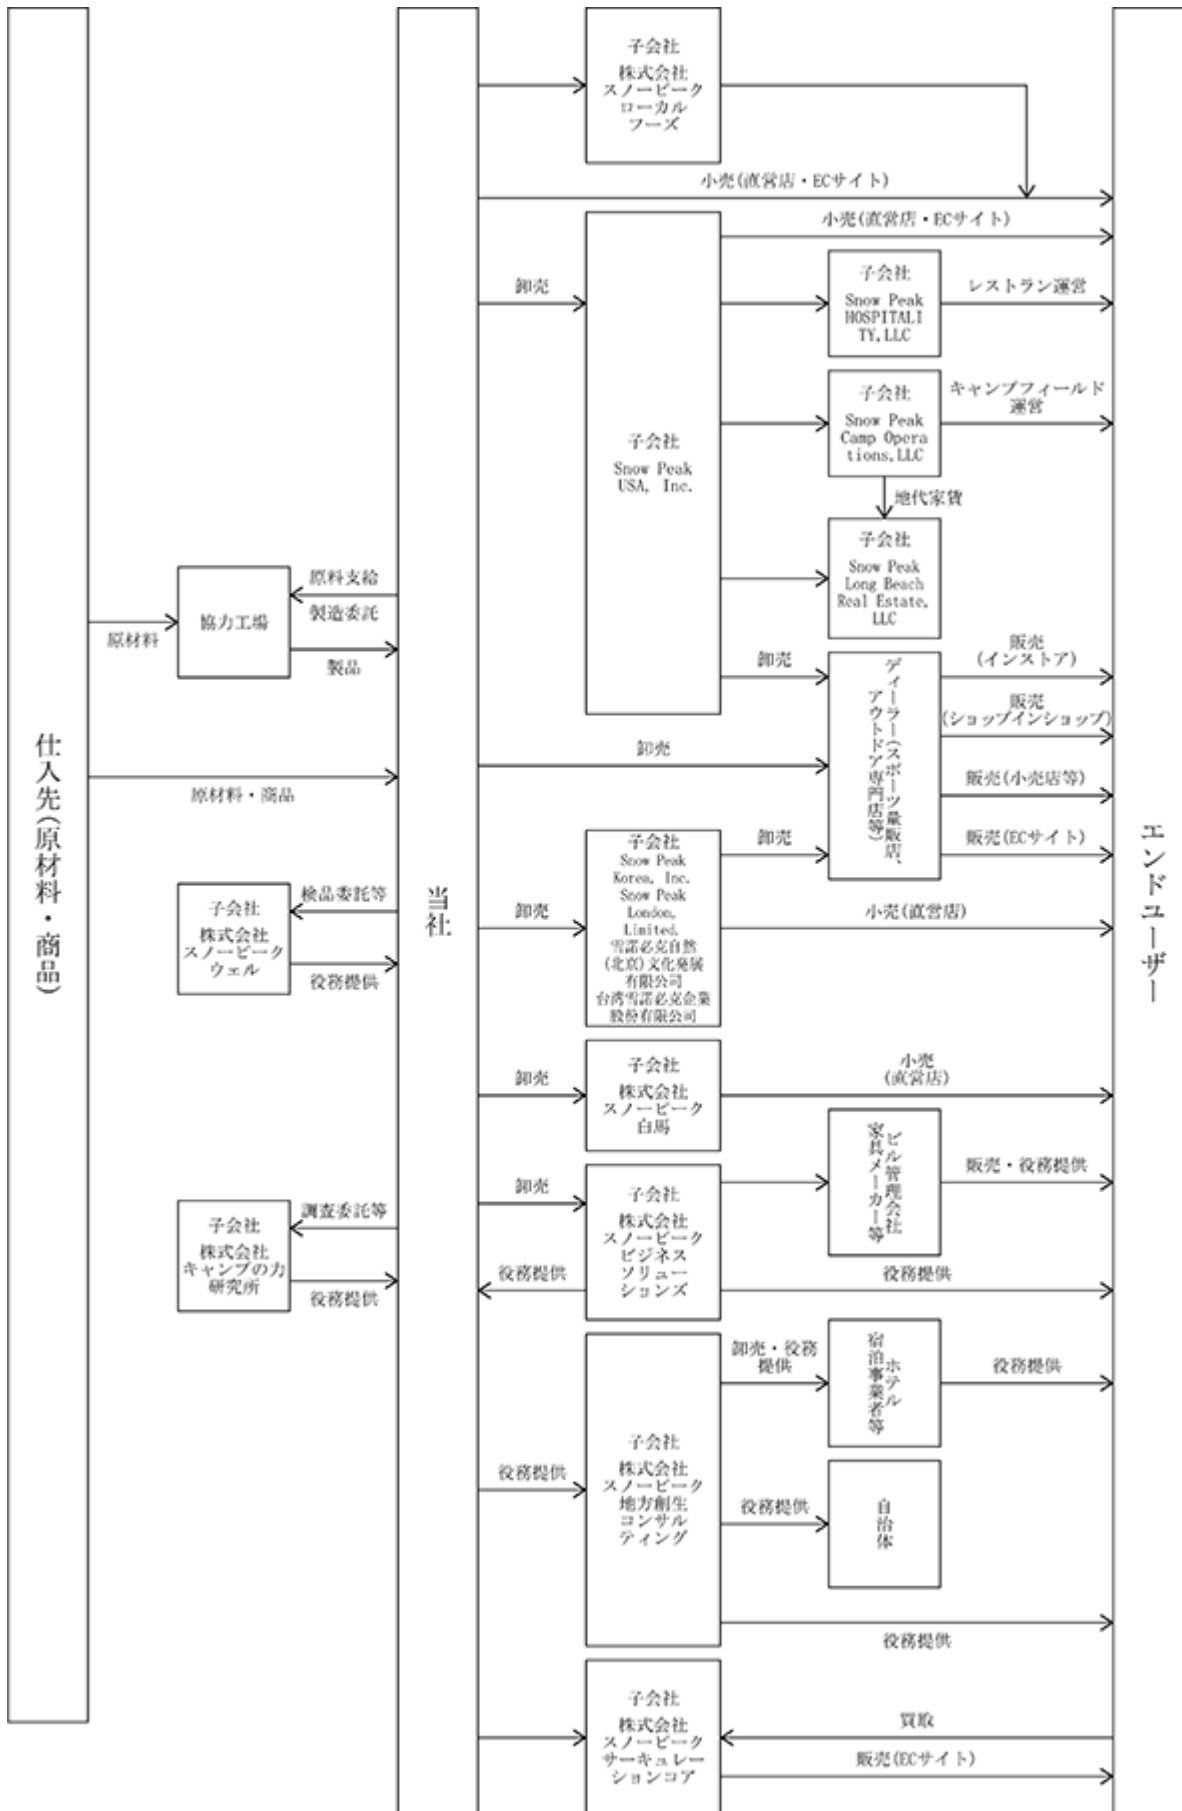 仕入先(原材料・商品)
原材料
協力工場
原料支給
製造委託
製品
原材料・商品
検品委託等
子会社
株式会社
スノーピーク
ウェル
役務提供
調査委託等
子会社
株式会社
キャンプの力
研究所
役務提供
当社
子会社
株式会社
スノーピーク
ローカル
フーズ
小売(直営店・ECサイト)
小売(直営店・ECサイト)
卸売
子会社
Snow Peak
USA, Inc.
子会社
Snow Peak
HOSPITALI
TY,LLC
レストラン運営
子会社
Snow Peak
Camp Opera
tions,LLC
キャンプフィールド
運営
地代家賃
子会社
Snow Peak
Long Beach
Real Estate,
LLC
卸売
卸売
ディーラー(スポーツ量販店、
アウトドア専門店等)
販売
(インストア)
販売
(ショップインショップ)
販売(小売店等)
販売(ECサイト)
卸売
子会社
Snow Peak
Korea, Inc.
Snow Peak
London,
Limited.
雪諾必克自然
(北京)文化発展
有限公司
台湾雪諾必克企業
股份有限公司
卸売
小売(直営店)
卸売
子会社
株式会社
スノーピーク
白馬
小売
(直営店)
卸売
役務提供
子会社
株式会社
スノーピーク
ビジネス
ソリュー
ションズ
ビル管理会社
家具メーカー等
販売・役務提供
役務提供
役務提供
子会社
株式会社
スノーピーク
地方創生
コンサル
ティング
卸売・役務
提供
ホテル
宿泊事業者等
役務提供
役務提供
自治体
役務提供
子会社
株式会社
スノーピーク
サーキュレー
ションコア
買取
販売(ECサイト)
エンドユーザー